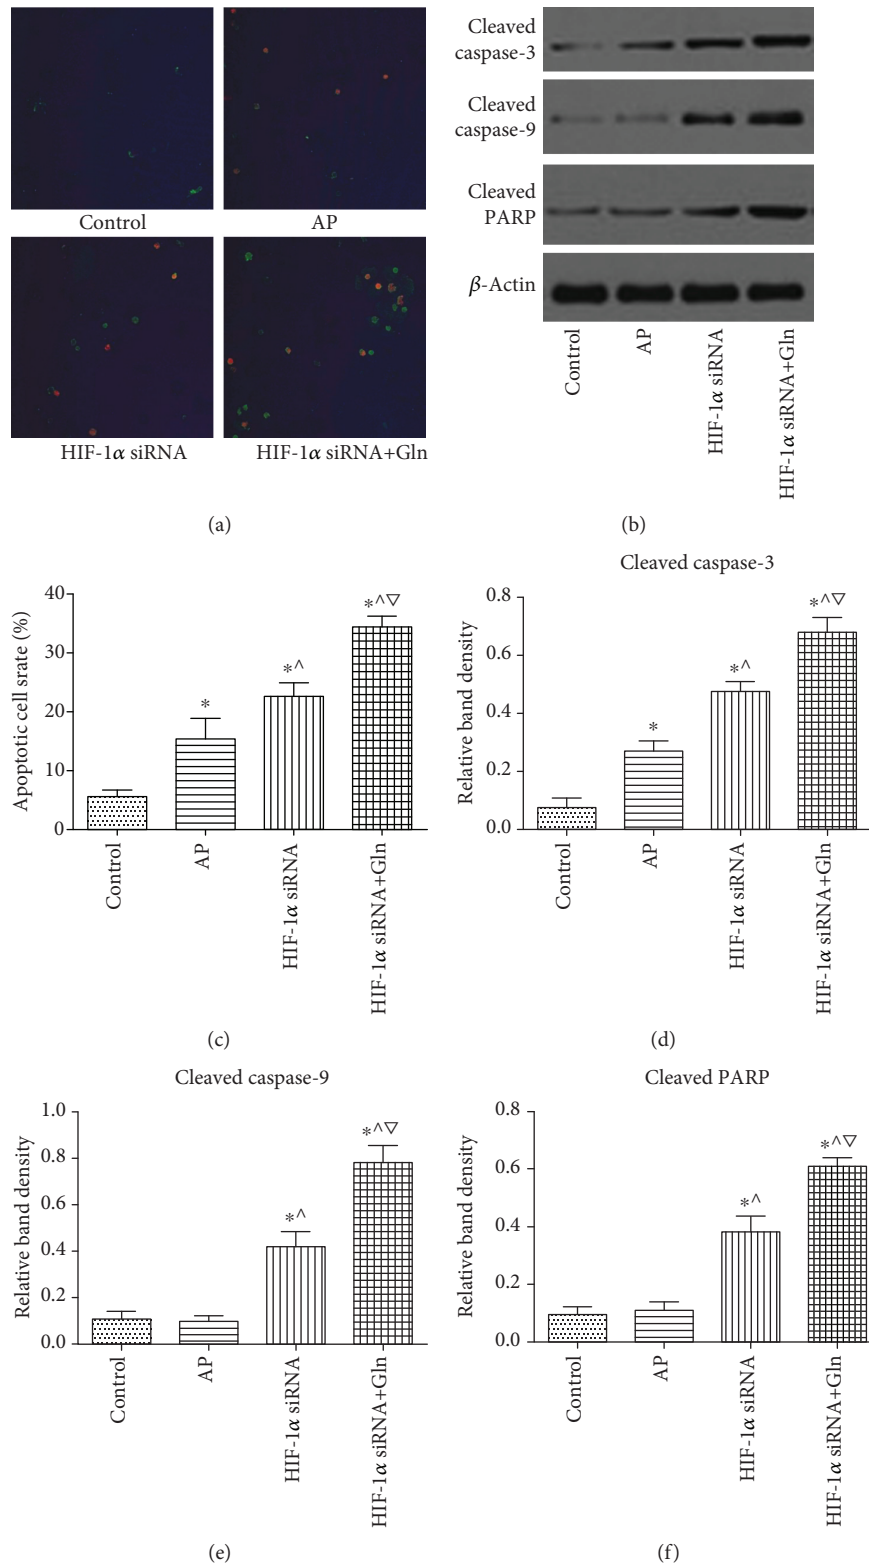 Control
AP
HIF-1α siRNA
HIF-1α siRNA+Gln
(a)
Cleaved
caspase-3
Cleaved
caspase-9
Cleaved
PARP
β-Actin
Control
AP
HIF-1α siRNA
HIF-1α siRNA+Gln
(b)
Apoptotic cell srate (%)
40
30
20
10
0
*
*^
*^▽
Control
AP
HIF-1α siRNA
HIF-1α siRNA+Gln
(c)
Cleaved caspase-3
Relative band density
0.8
0.6
0.4
0.2
0.0
*
*^
*^▽
Control
AP
HIF-1α siRNA
HIF-1α siRNA+Gln
(d)
Cleaved caspase-9
Relative band density
1.0
0.8
0.6
0.4
0.2
0.0
*^
*^▽
Control
AP
HIF-1α siRNA
HIF-1α siRNA+Gln
(e)
Cleaved PARP
Relative band density
0.8
0.6
0.4
0.2
0.0
*^
*^▽
Control
AP
HIF-1α siRNA
HIF-1α siRNA+Gln
(f)